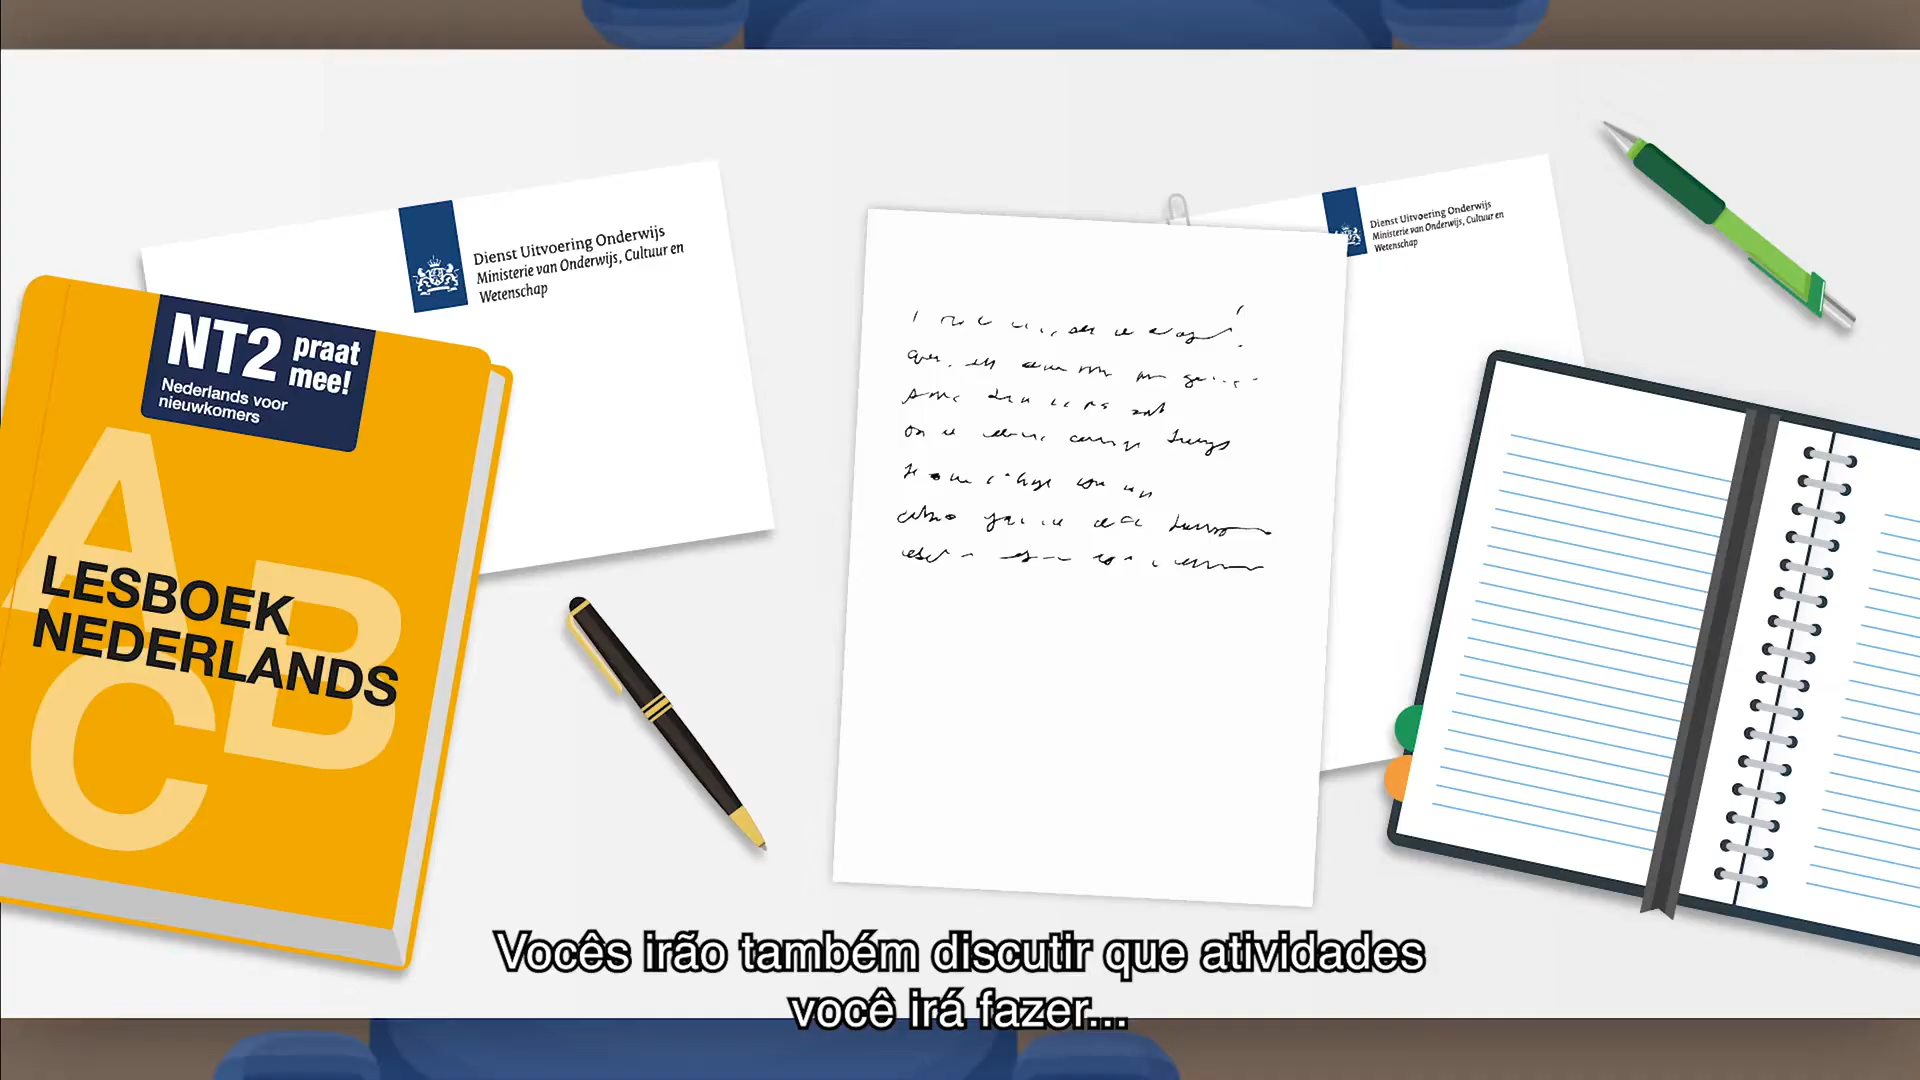 Dienst Uitvoering Onderwijs
Ministerie van Onderwijs, Cultuur en
Wetenschap
Dienst Uitvoering Onderwijs
Ministerie van Onderwijs, Cultuur en
Wetenschap
NT2 praat
mee!
Nederlands voor
nieuwkomers
A B
C
LESBOEK
NEDERLANDS
Vocês irão também discutir que atividades
você irá fazer...